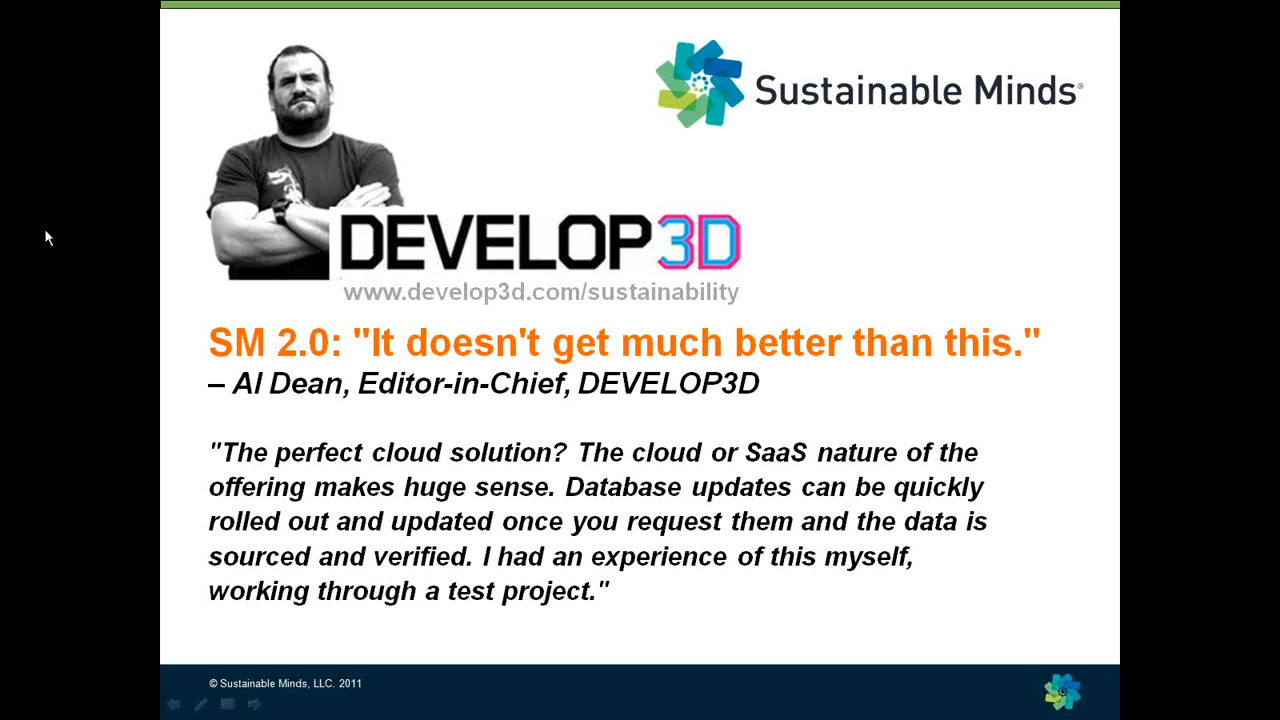 Sustainable Minds®
DEVELOP3D
www.develop3d.com/sustainability
SM 2.0: "It doesn't get much better than this."
– Al Dean, Editor-in-Chief, DEVELOP3D
"The perfect cloud solution? The cloud or SaaS nature of the
offering makes huge sense. Database updates can be quickly
rolled out and updated once you request them and the data is
sourced and verified. I had an experience of this myself,
working through a test project."
© Sustainable Minds, LLC. 2011